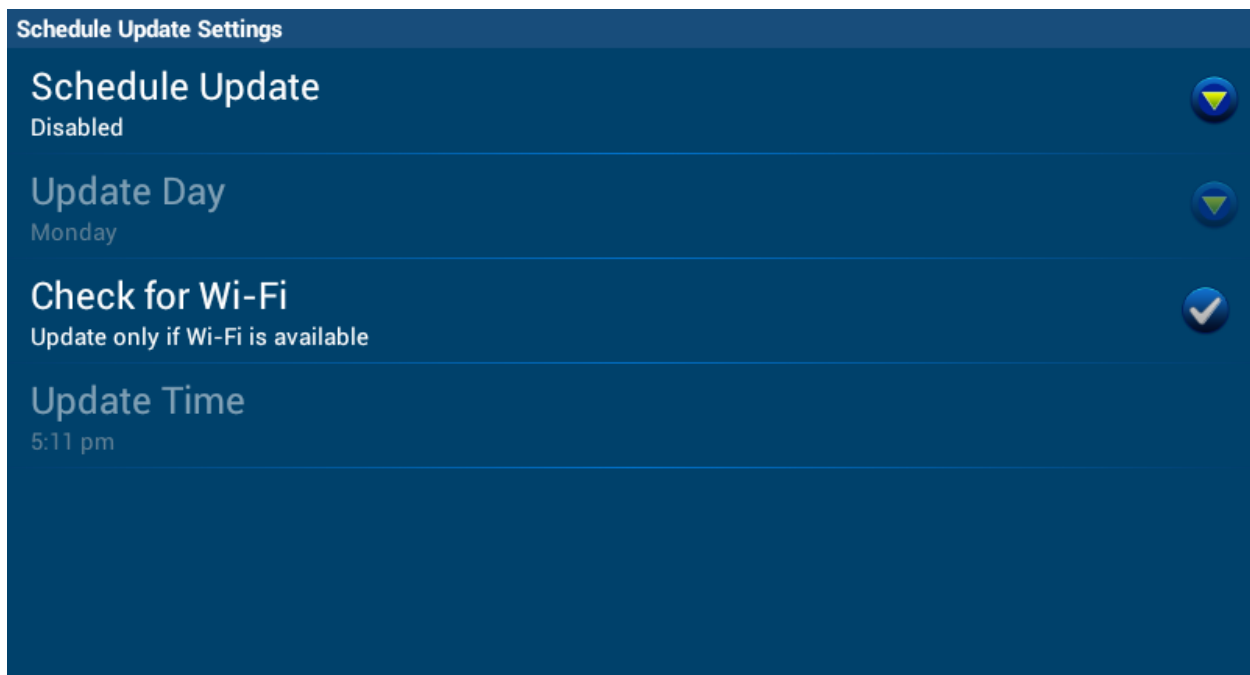 Schedule Update Settings
Schedule Update
Disabled
Update Day
Monday
Check for Wi-Fi
Update only if Wi-Fi is available
Update Time
5:11 pm